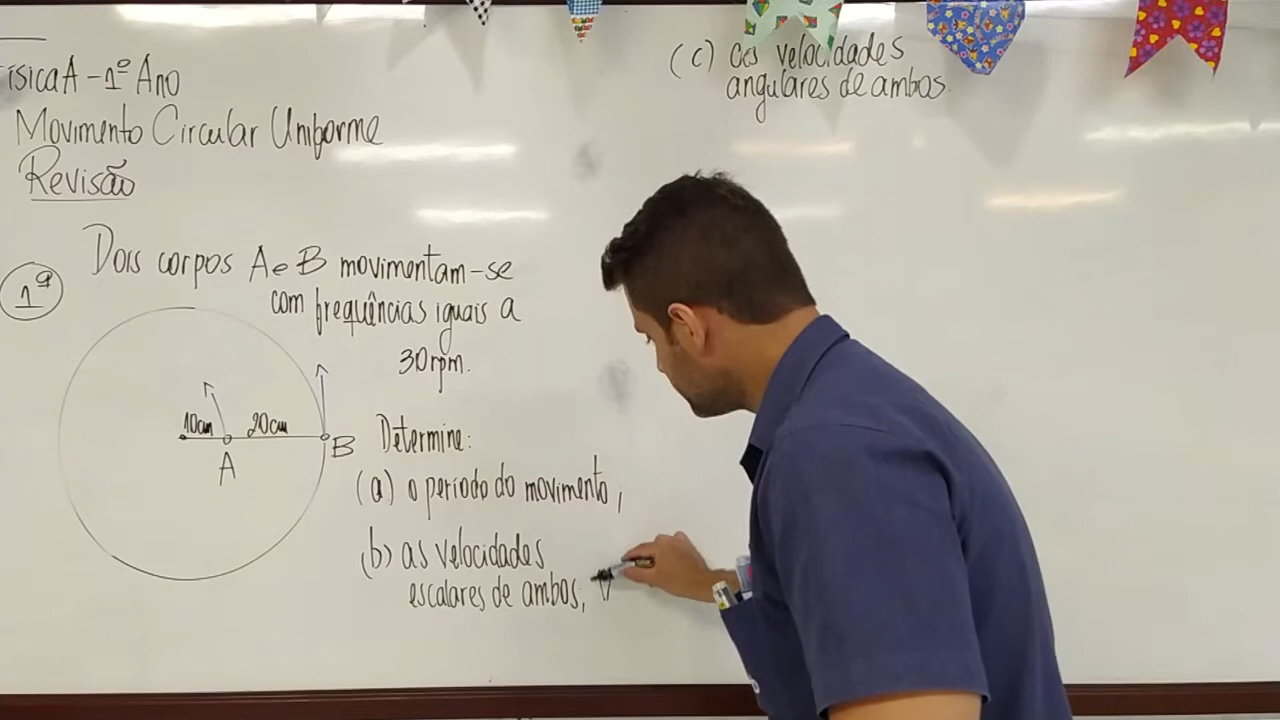 ísica A - 1º Ano
Movimento Circular Uniforme
Revisão
1ª
Dois corpos A e B movimentam-se
com frequências iguais a
30rpm.
10cm 20cm
A
B
Determine:
(a) o período do movimento,
(b) as velocidades
escalares de ambos, V
(c) as velocidades
angulares de ambos.